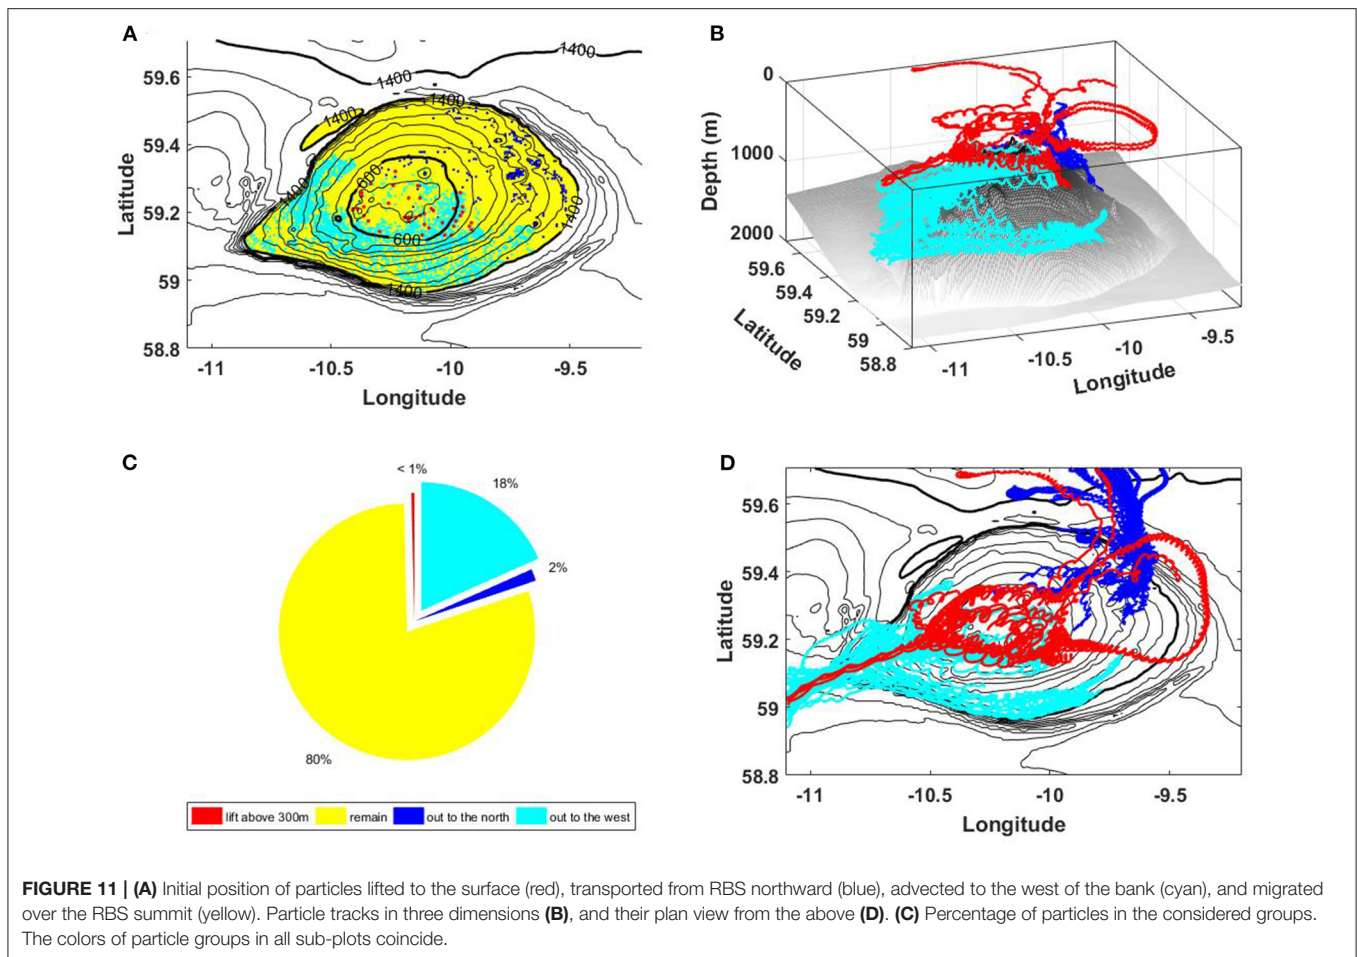 A
59.6
59.4
59.2
59
58.8
-11
-10.5
-10
-9.5
Latitude
Longitude
1400
1400
1400
1400
1400
1400
1400
600
600
B
0
1000
2000
Depth (m)
59.6
59.4
59.2
59
58.8
Latitude
-11
-10.5
-10
-9.5
Longitude
C
< 1%
18%
2%
80%
lift above 300m
remain
out to the north
out to the west
D
59.6
59.4
59.2
59
58.8
Latitude
-11
-10.5
-10
-9.5
Longitude
FIGURE 11 | (A) Initial position of particles lifted to the surface (red), transported from RBS northward (blue), advected to the west of the bank (cyan), and migrated
over the RBS summit (yellow). Particle tracks in three dimensions (B), and their plan view from the above (D). (C) Percentage of particles in the considered groups.
The colors of particle groups in all sub-plots coincide.